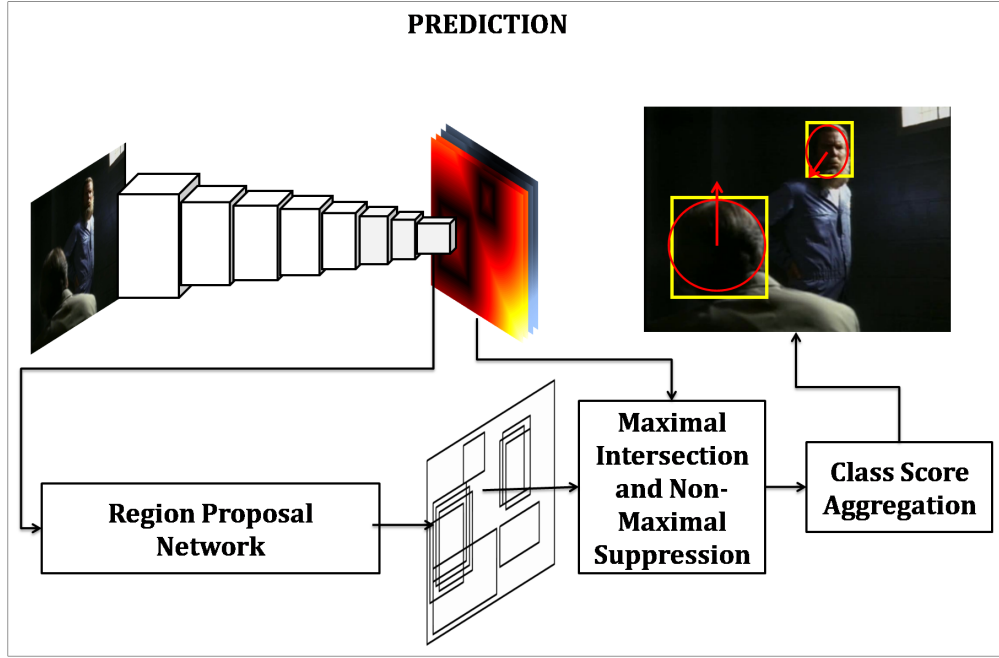 PREDICTION
Region Proposal
Network
Maximal
Intersection
and Non-
Maximal
Suppression
Class Score
Aggregation